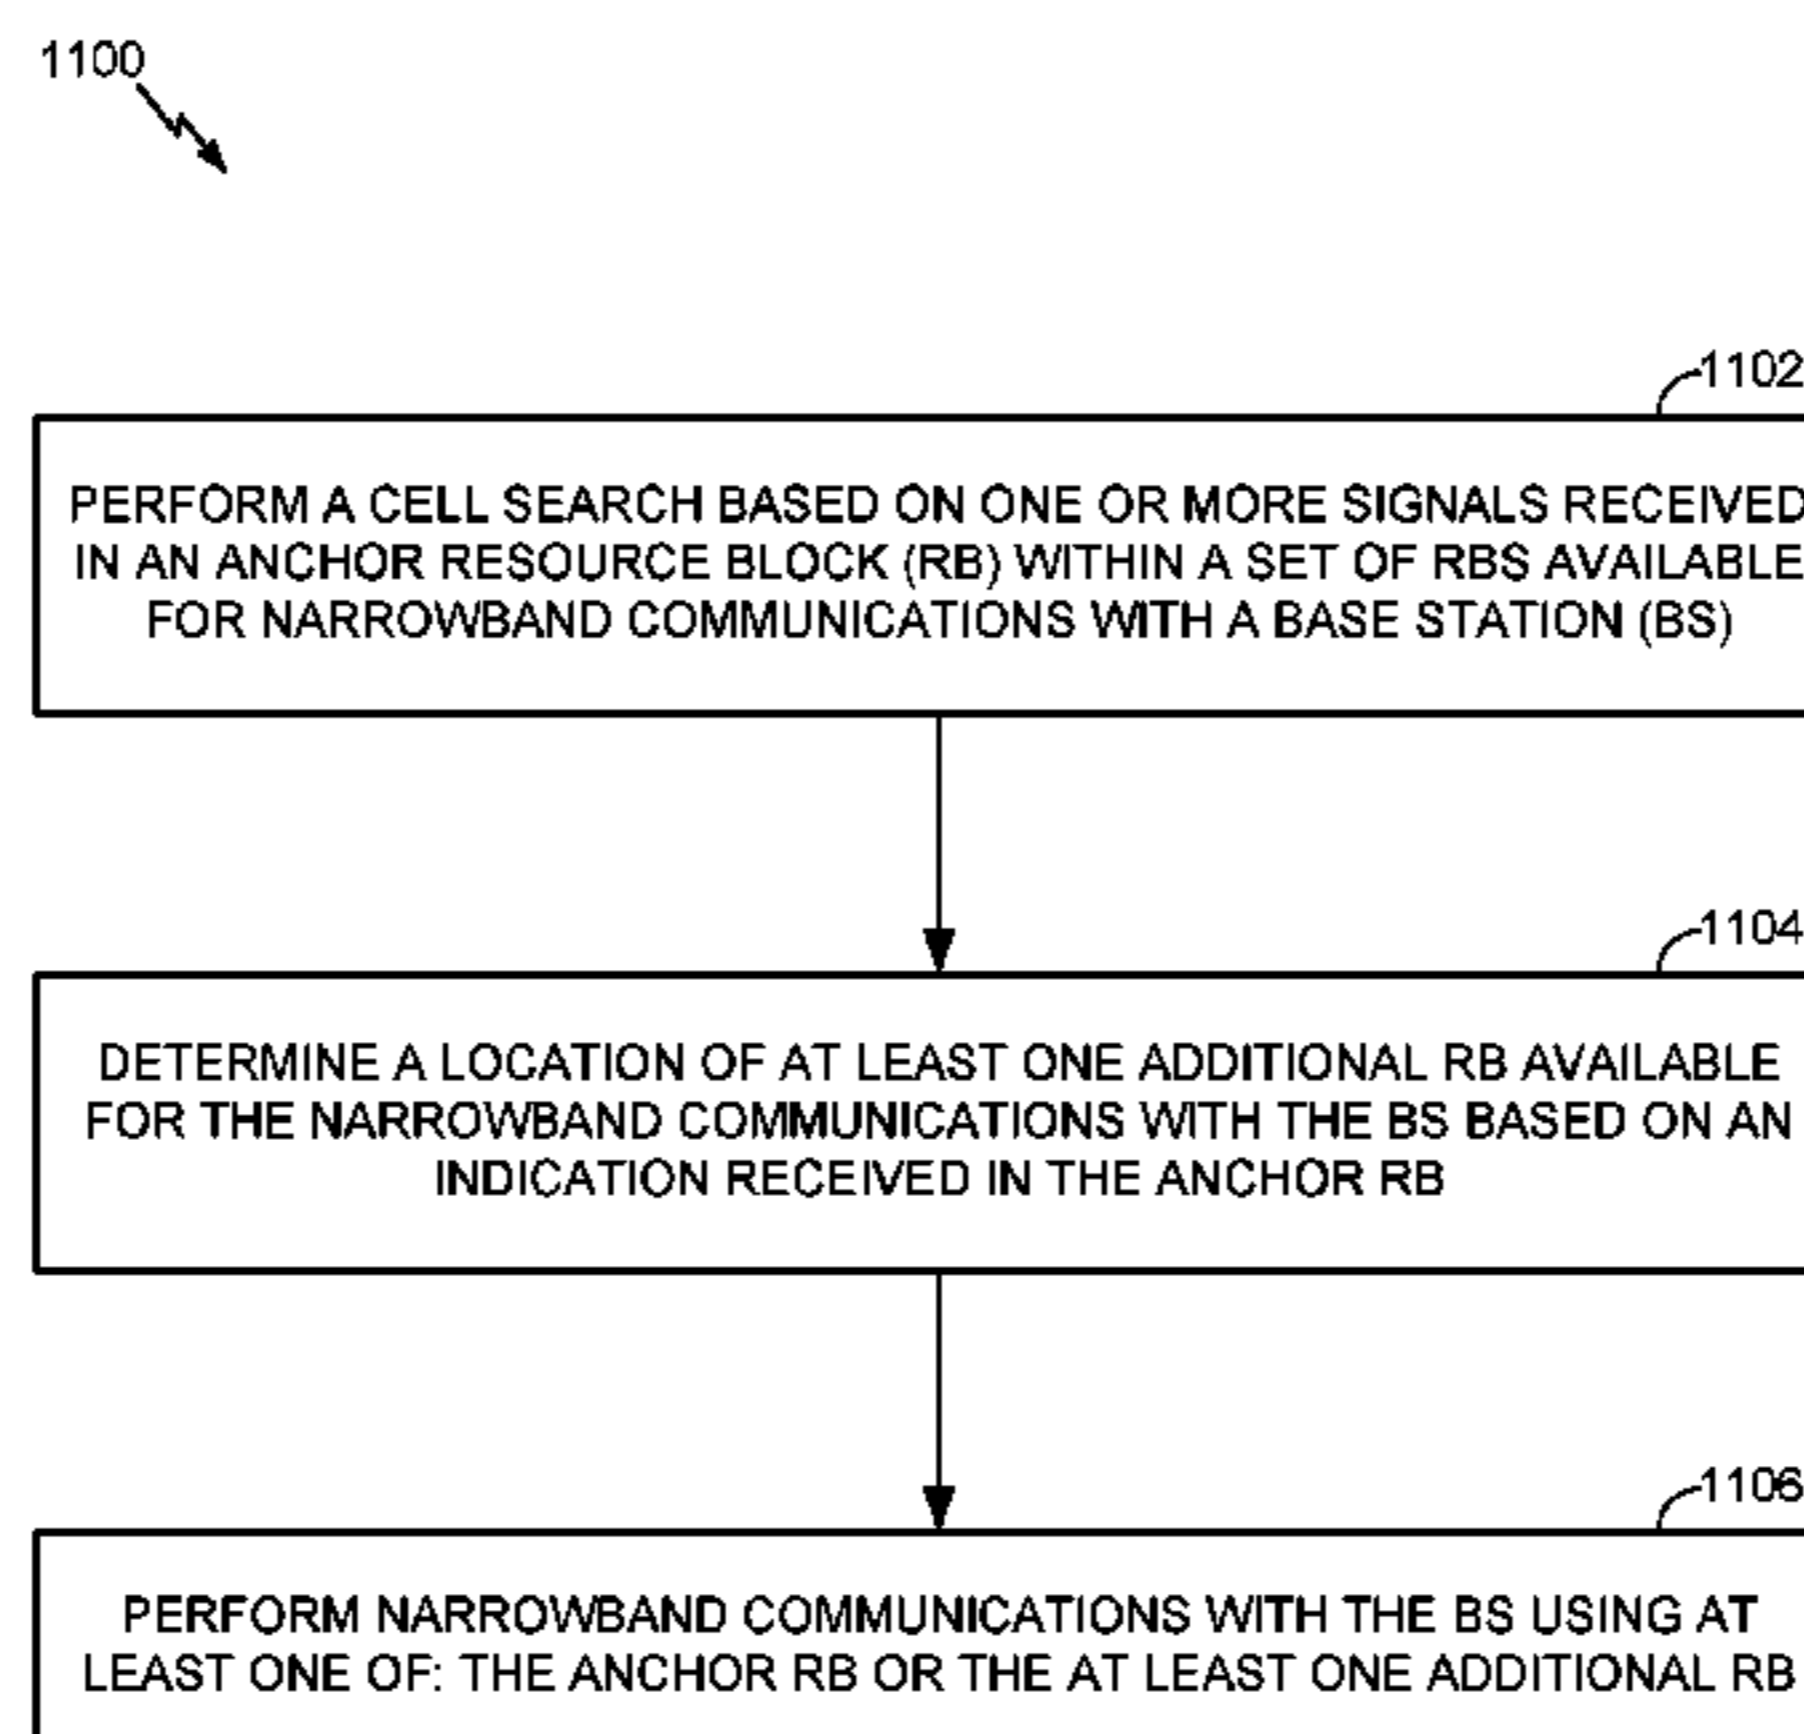 1100
1102
PERFORM A CELL SEARCH BASED ON ONE OR MORE SIGNALS RECEIVED
IN AN ANCHOR RESOURCE BLOCK (RB) WITHIN A SET OF RBS AVAILABLE
FOR NARROWBAND COMMUNICATIONS WITH A BASE STATION (BS)
1104
DETERMINE A LOCATION OF AT LEAST ONE ADDITIONAL RB AVAILABLE
FOR THE NARROWBAND COMMUNICATIONS WITH THE BS BASED ON AN
INDICATION RECEIVED IN THE ANCHOR RB
1106
PERFORM NARROWBAND COMMUNICATIONS WITH THE BS USING AT
LEAST ONE OF: THE ANCHOR RB OR THE AT LEAST ONE ADDITIONAL RB